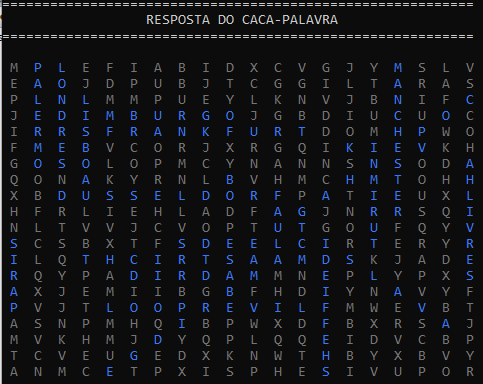 ======================================================
RESPOSTA DO CACA-PALAVRA
======================================================
M P L E F I A B I D X C V G J Y M S L V
E A O J D P U B J T C G G I L T A R A S
P L N L M M P U E Y L K N V J B N I F C
J E D I M B U R G O J G B D I U C U O C
I R R S F R A N K F U R T D O M H P W O
F M E B V C O R J X R G Q I K I E V K H
G O S O L O P M C Y N A N N S N S O D A
Q O N A K Y R N L B V H M C H M T O H H
X B D U S S E L D O R F P A T I E U X L
H F R L I E H L A D F A G J N R R S Q I
N L T V V J C V O P T U T G O U F Q Y V
S C S B X T F S D E E L C I R T E R Y R
I L Q T H C I R T S A A M D S K J A D E
R Q Y P A D I R D A M M N E P L Y P X S
A X J E M I I B G B F H D I Y N A V Y F
P V J T L O O P R E V I L F M W E V B T
A S N P M H Q I B P W X D F B X R S A J
M V K H M J D Y Q P L Q Q E I D V C B P
T C V E U G E D X K N W T H B Y X B V Y
A N M C E T P X I S P H E S I V U P O R